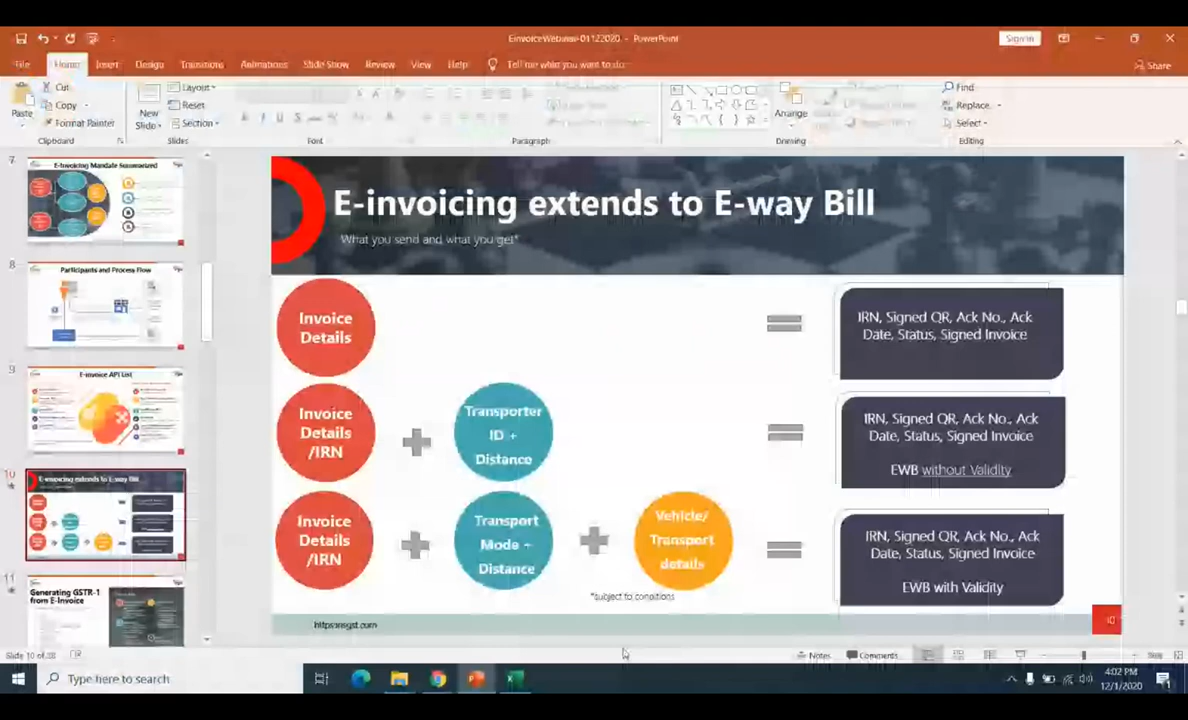 EinvoiceWebinar-01122020 - PowerPoint
Sign in
File
Home
Insert
Design
Transitions
Animations
Slide Show
Review
View
Help
Tell me what you want to do
Share
Paste
Cut
Copy
Format Painter
Clipboard
New
Slide
Layout
Reset
Section
Slides
Font
Paragraph
Arrange
Drawing
Find
Replace
Select
Editing
7
E-Invoicing Mandate Summarized
8
Participants and Process Flow
9
E-invoice API List
10
E-invoicing extends to E-way Bill
11
Generating GSTR-1
from E-Invoice
E-invoicing extends to E-way Bill
What you send and what you get*
Invoice
Details
IRN, Signed QR, Ack No., Ack
Date, Status, Signed Invoice
Invoice
Details
/IRN
Transporter
ID +
Distance
IRN, Signed QR, Ack No., Ack
Date, Status, Signed Invoice
EWB without Validity
Invoice
Details
/IRN
Transport
Mode +
Distance
Vehicle/
Transport
details
IRN, Signed QR, Ack No., Ack
Date, Status, Signed Invoice
EWB with Validity
*subject to conditions
10
Slide 10 of 38
Notes
Comments
Type here to search
4:02 PM
12/1/2020